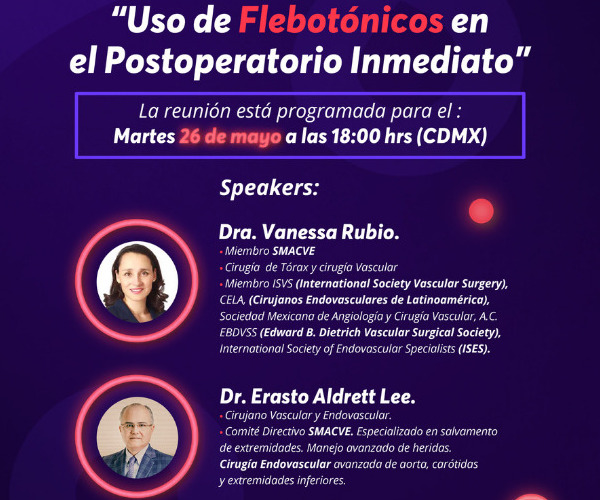 “Uso de Flebotónicos en
el Postoperatorio Inmediato”
La reunión está programada para el :
Martes 26 de mayo a las 18:00 hrs (CDMX)
Speakers:
Dra. Vanessa Rubio.
• Miembro SMACVE
• Cirugía de Tórax y cirugía Vascular
• Miembro ISVS (International Society Vascular Surgery),
CELA, (Cirujanos Endovasculares de Latinoamérica),
Sociedad Mexicana de Angiología y Cirugía Vascular, A.C.
EBDVSS (Edward B. Dietrich Vascular Surgical Society),
International Society of Endovascular Specialists (ISES).
Dr. Erasto Aldrett Lee.
• Cirujano Vascular y Endovascular.
• Comité Directivo SMACVE. Especializado en salvamento
de extremidades. Manejo avanzado de heridas.
Cirugía Endovascular avanzada de aorta, carótidas
y extremidades inferiores.